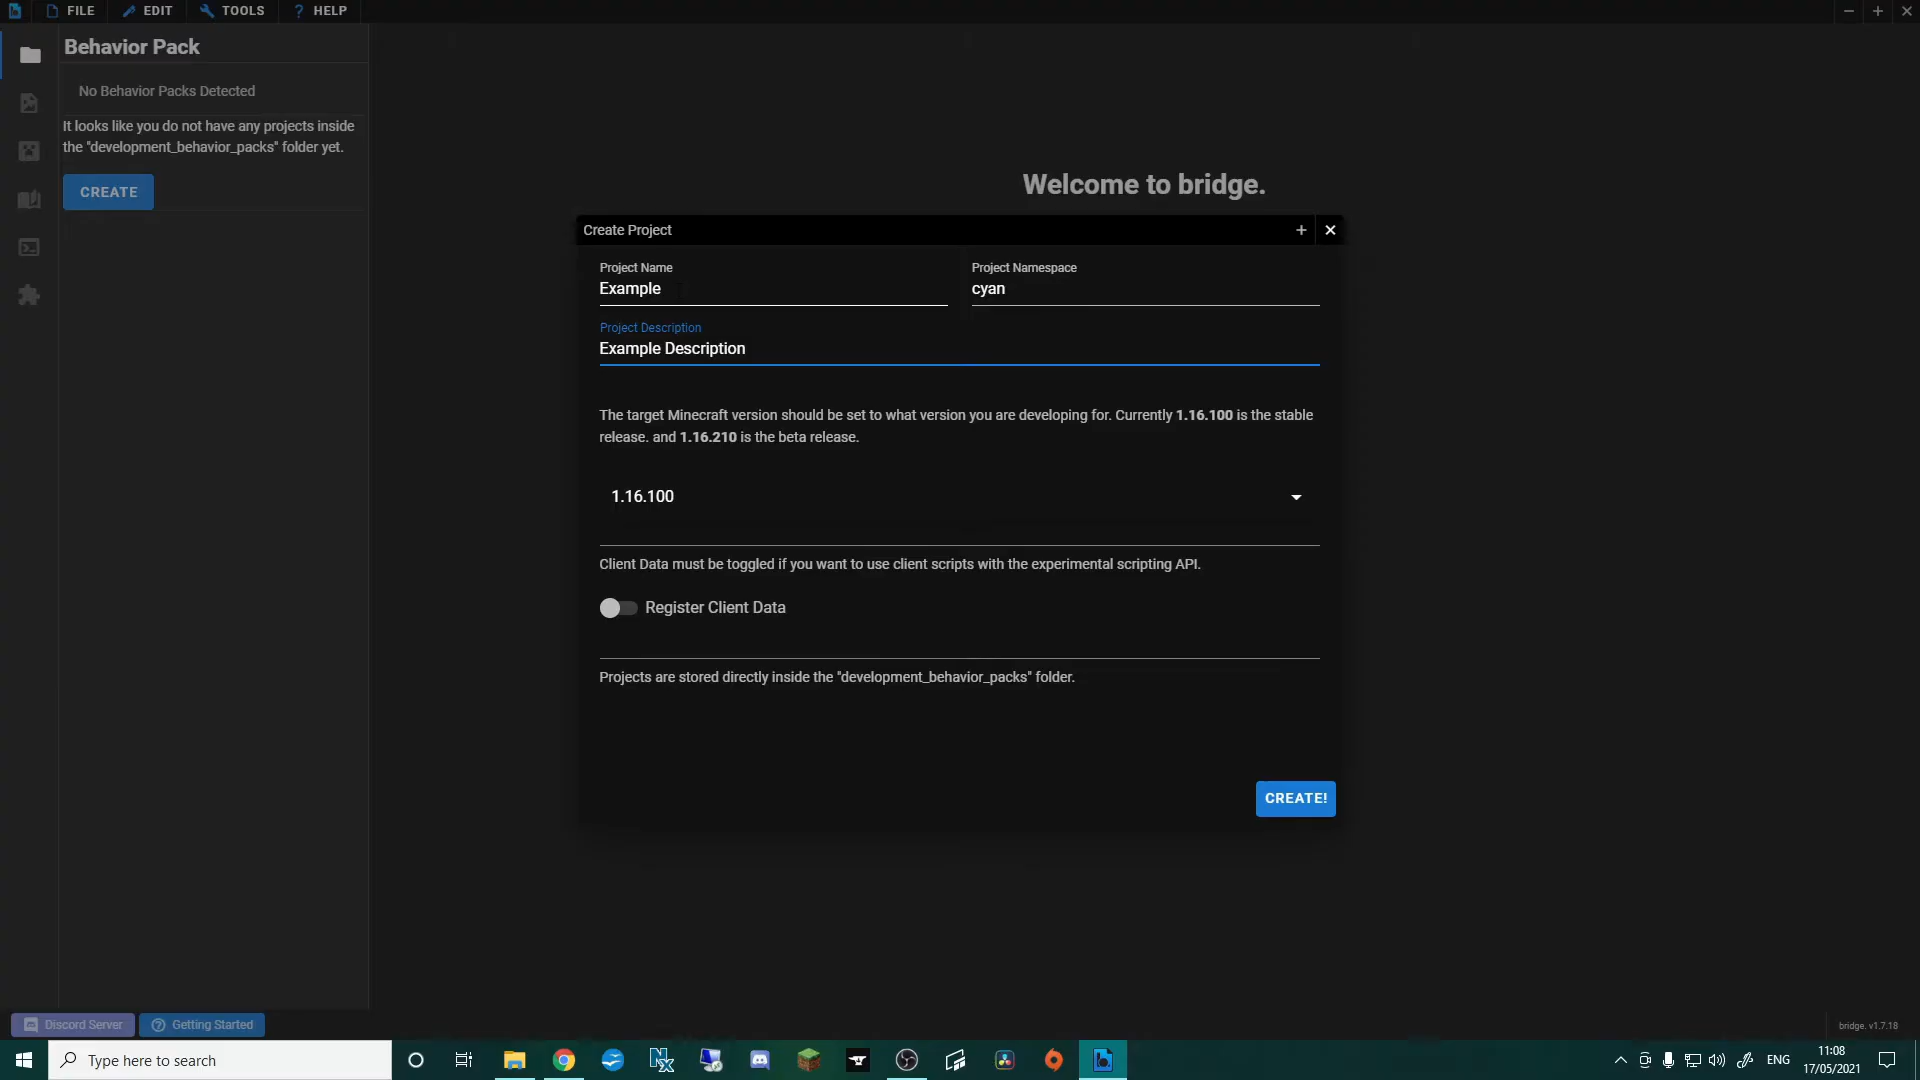 FILE EDIT TOOLS ? HELP
Behavior Pack
No Behavior Packs Detected
It looks like you do not have any projects inside
the "development_behavior_packs" folder yet.
CREATE
Welcome to bridge.
Create Project
Project Name
Example
Project Namespace
cyan
Project Description
Example Description
The target Minecraft version should be set to what version you are developing for. Currently 1.16.100 is the stable
release. and 1.16.210 is the beta release.
1.16.100
Client Data must be toggled if you want to use client scripts with the experimental scripting API.
Register Client Data
Projects are stored directly inside the "development_behavior_packs" folder.
CREATE!
Discord Server
Getting Started
bridge. v1.7.18
Type here to search
ENG
11:08
17/05/2021